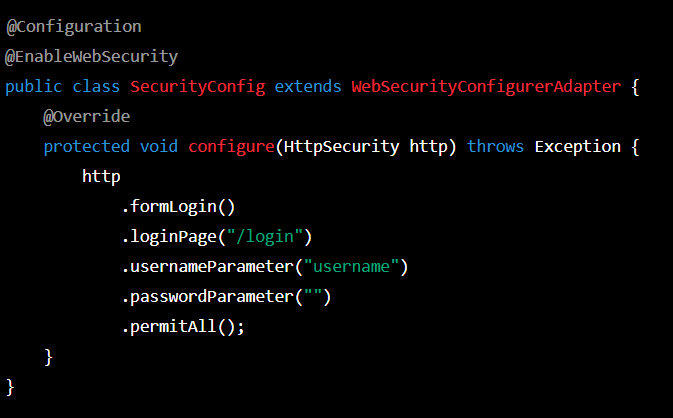 @Configuration
@EnableWebSecurity
public class SecurityConfig extends WebSecurityConfigurerAdapter {
@Override
protected void configure(HttpSecurity http) throws Exception {
http
.formLogin()
.loginPage("/login")
.usernameParameter("username")
.passwordParameter("")
.permitAll();
}
}